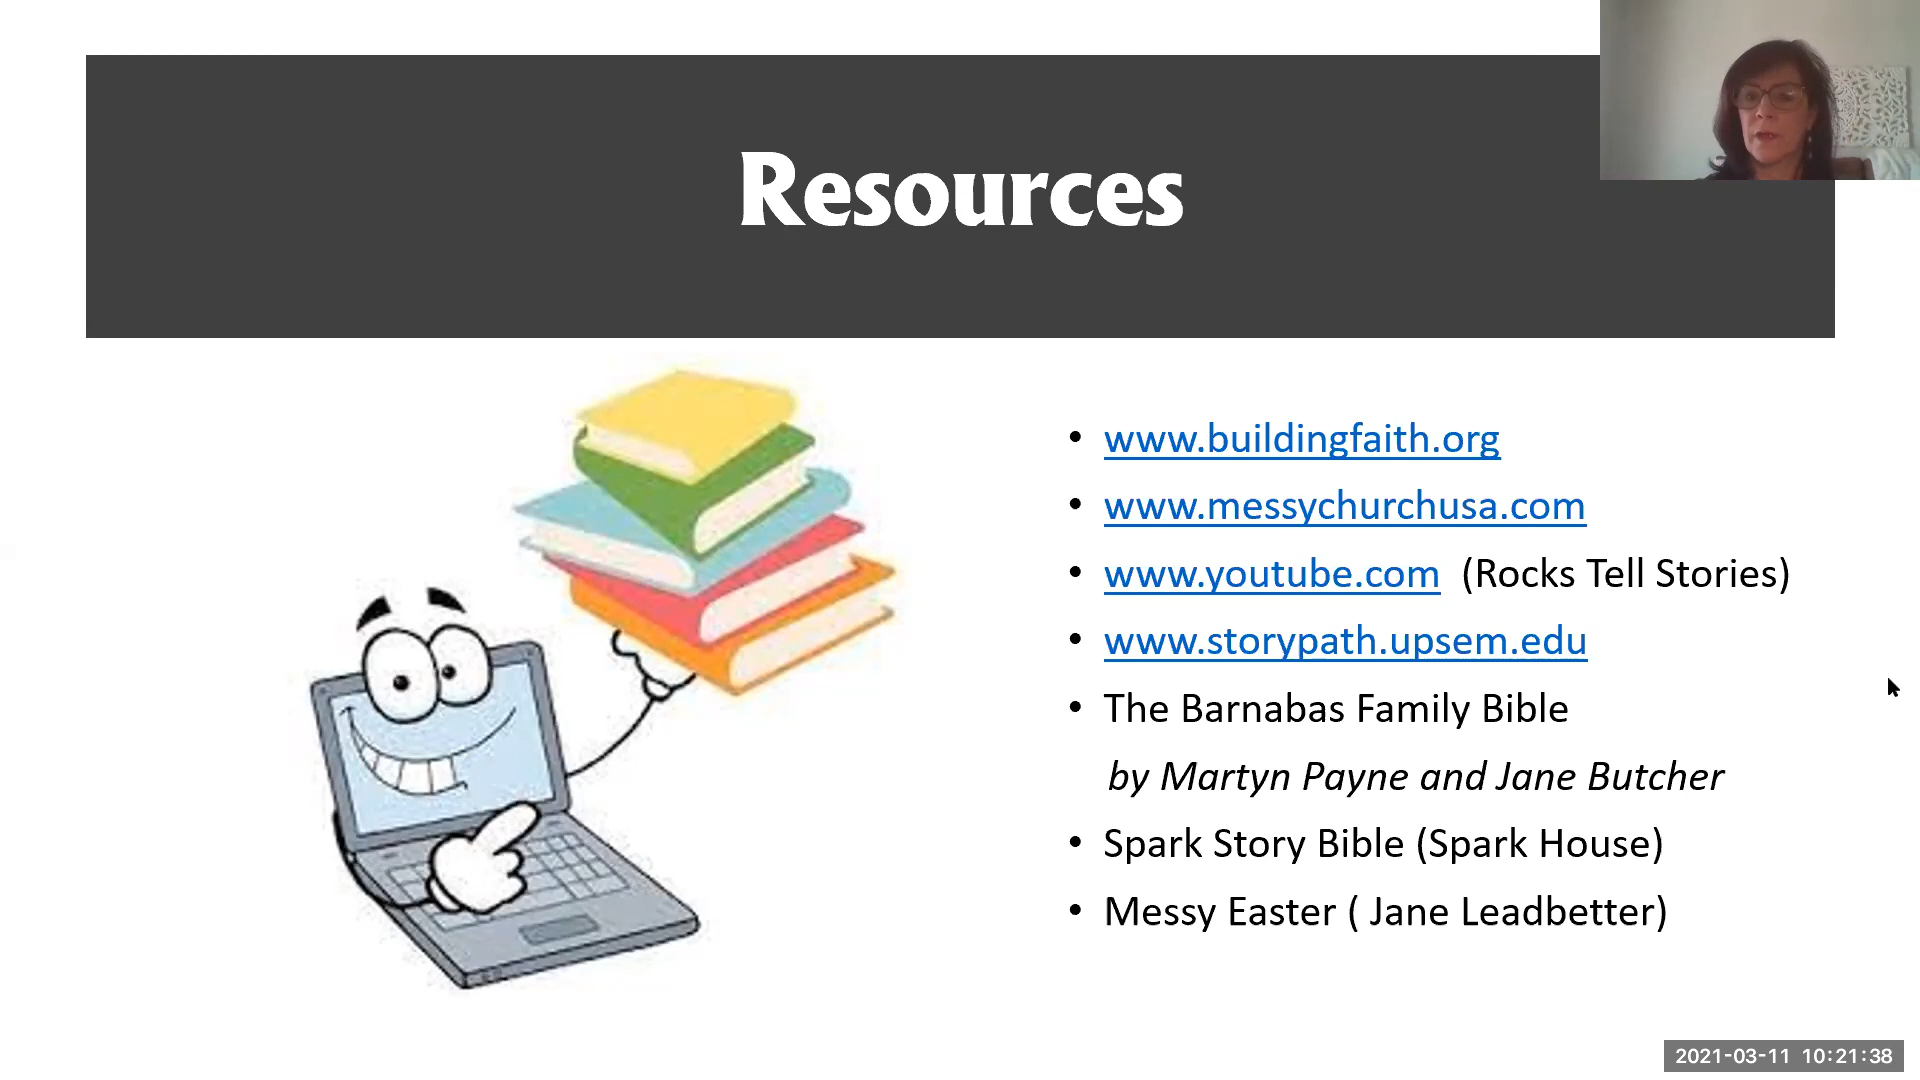 Resources
• www.buildingfaith.org
• www.messychurchusa.com
• www.youtube.com (Rocks Tell Stories)
• www.storypath.upsem.edu
• The Barnabas Family Bible
by Martyn Payne and Jane Butcher
• Spark Story Bible (Spark House)
• Messy Easter ( Jane Leadbetter)
2021-03-11 10:21:38